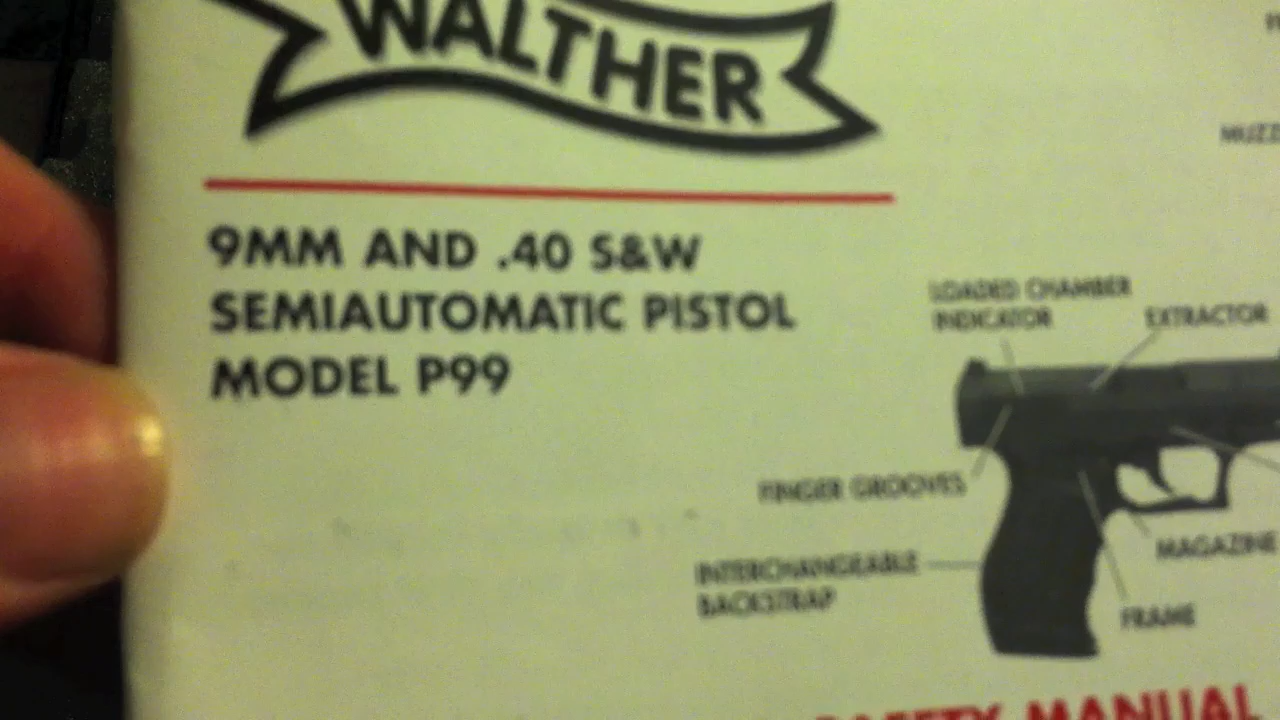 WALTHER
9MM AND .40 S&W
SEMIAUTOMATIC PISTOL
MODEL P99
LOADED CHAMBER
INDICATOR
EXTRACTOR
FINGER GROOVES
INTERCHANGEABLE
BACKSTRAP
MAGAZINE
FRAME
SAFETY MANUAL